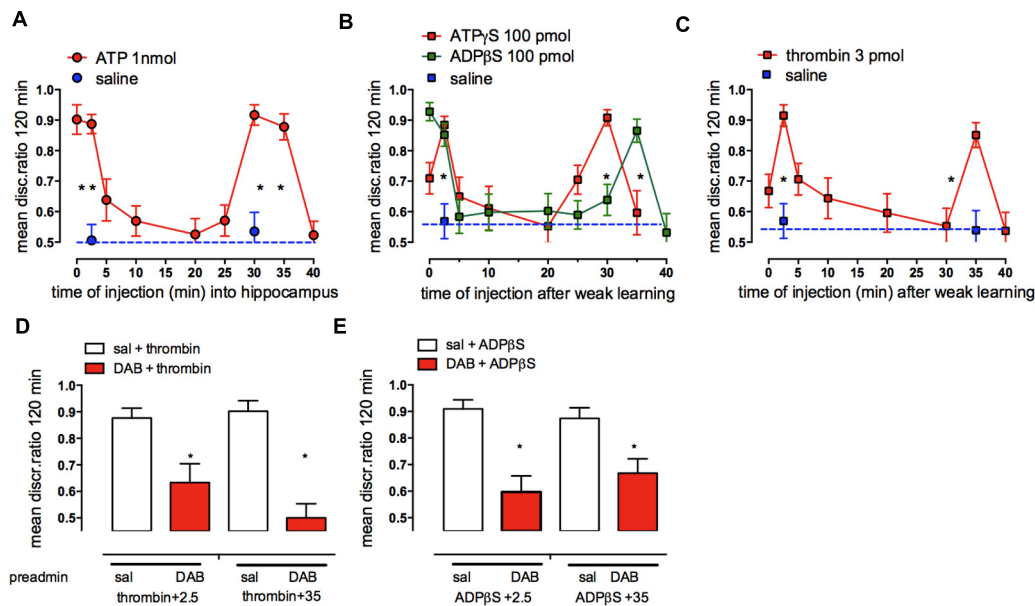 A
ATP 1nmol
saline
mean disc.ratio 120 min
1.0
0.9
0.8
0.7
0.6
0.5
* *
* *
0 5 10 15 20 25 30 35 40
time of injection (min) into hippocampus
B
ATPγS 100 pmol
ADPβS 100 pmol
saline
mean disc.ratio 120 min
1.0
0.9
0.8
0.7
0.6
0.5
* * *
0 5 10 15 20 25 30 35 40
time of injection after weak learning
C
thrombin 3 pmol
saline
mean disc.ratio 120 min
1.0
0.9
0.8
0.7
0.6
0.5
* *
0 5 10 15 20 25 30 35 40
time of injection (min) after weak learning
D
sal + thrombin
DAB + thrombin
mean discr.ratio 120 min
1.0
0.9
0.8
0.7
0.6
0.5
* *
preadmin sal DAB sal DAB
thrombin+2.5 thrombin+35
E
sal + ADPβS
DAB + ADPβS
mean discr.ratio 120 min
1.0
0.9
0.8
0.7
0.6
0.5
* *
sal DAB sal DAB
ADPβS +2.5 ADPβS +35